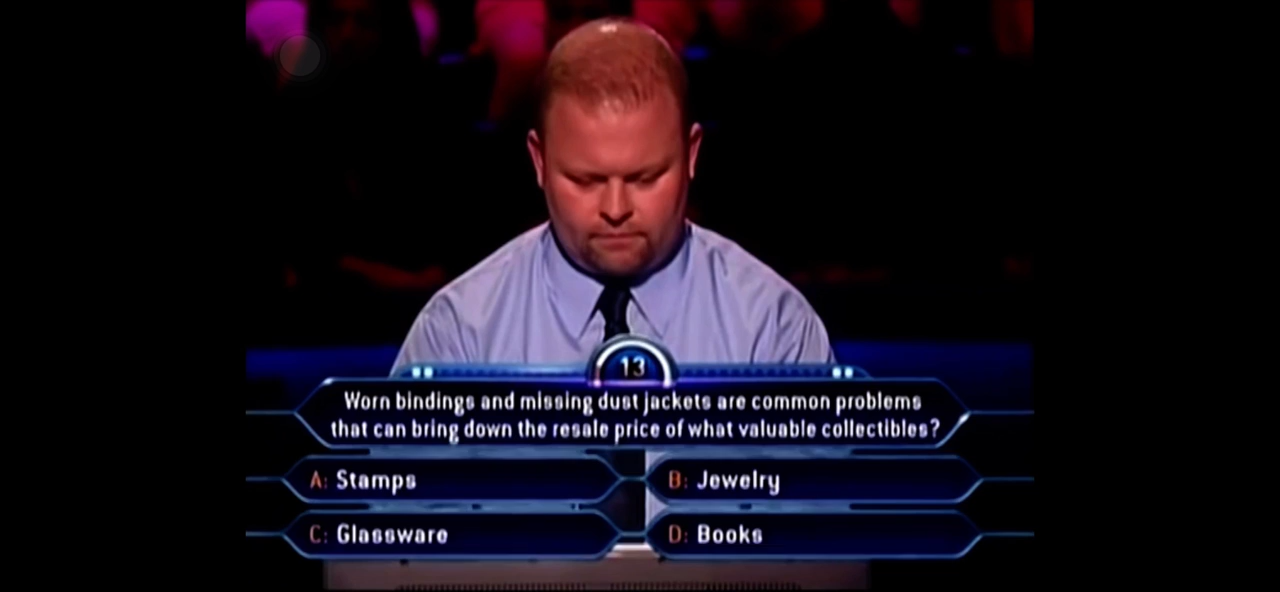 13
Worn bindings and missing dust jackets are common problems
that can bring down the resale price of what valuable collectibles?
A: Stamps
B: Jewelry
C: Glassware
D: Books